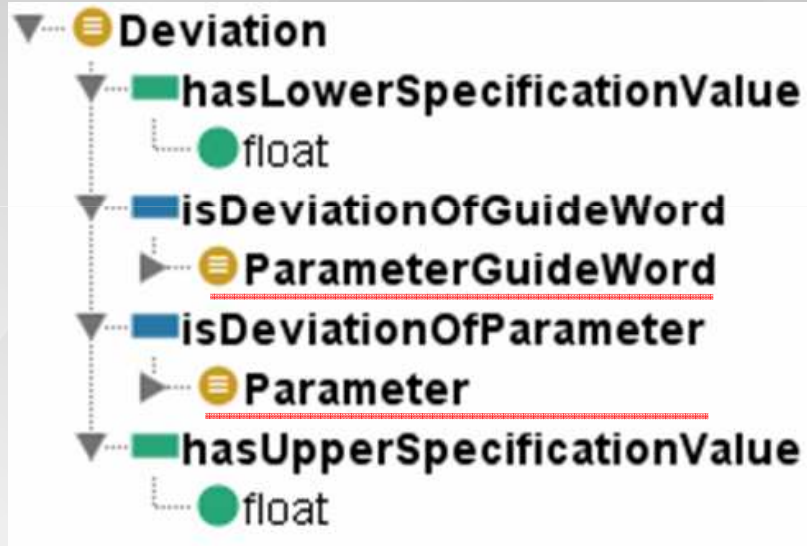 Deviation
hasLowerSpecificationValue
float
isDeviationOfGuideWord
ParameterGuideWord
isDeviationOfParameter
Parameter
hasUpperSpecificationValue
float